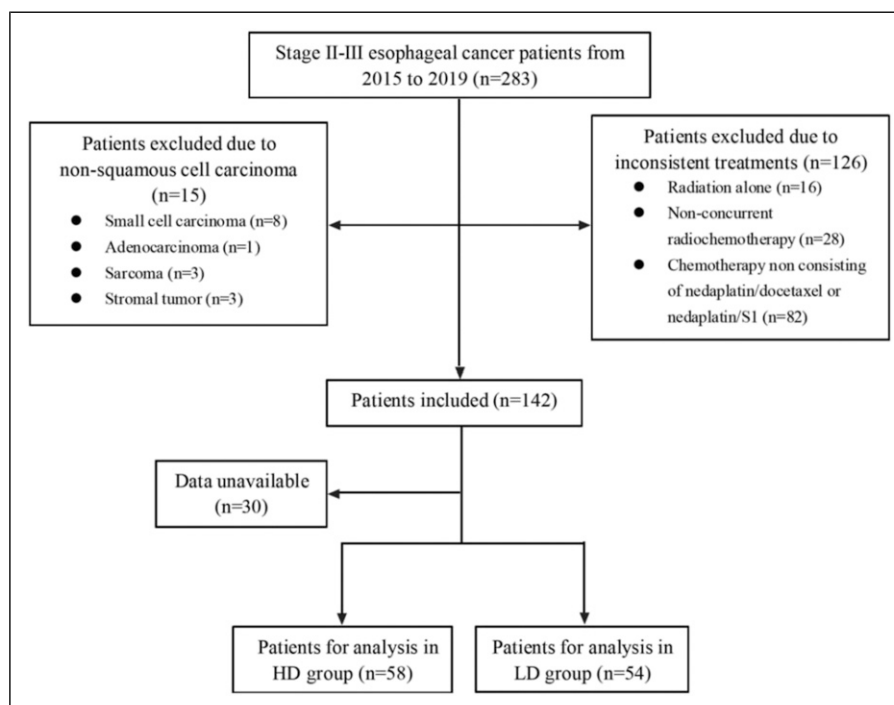 Stage II-III esophageal cancer patients from
2015 to 2019 (n=283)
Patients excluded due to
non-squamous cell carcinoma
(n=15)
● Small cell carcinoma (n=8)
● Adenocarcinoma (n=1)
● Sarcoma (n=3)
● Stromal tumor (n=3)
Patients excluded due to
inconsistent treatments (n=126)
● Radiation alone (n=16)
● Non-concurrent
radiochemotherapy (n=28)
● Chemotherapy non consisting
of nedaplatin/docetaxel or
nedaplatin/S1 (n=82)
Patients included (n=142)
Data unavailable
(n=30)
Patients for analysis in
HD group (n=58)
Patients for analysis in
LD group (n=54)